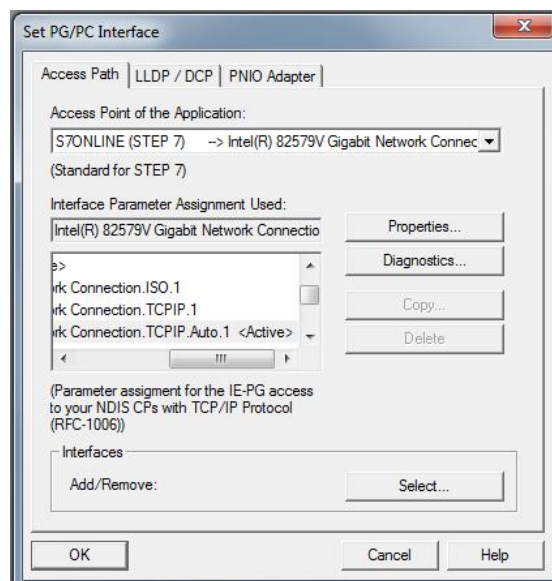 Set PG/PC Interface
Access Path LLDP / DCP PNIO Adapter
Access Point of the Application:
S7ONLINE (STEP 7) --> Intel(R) 82579V Gigabit Network Connec
(Standard for STEP 7)
Interface Parameter Assignment Used:
Intel(R) 82579V Gigabit Network Connectio
Properties...
Diagnostics...
Copy...
Delete
e>
rk Connection.ISO.1
rk Connection.TCPIP.1
rk Connection.TCPIP.Auto.1 <Active>
(Parameter assigment for the IE-PG access
to your NDIS CPs with TCP/IP Protocol
(RFC-1006))
Interfaces
Add/Remove: Select...
OK Cancel Help